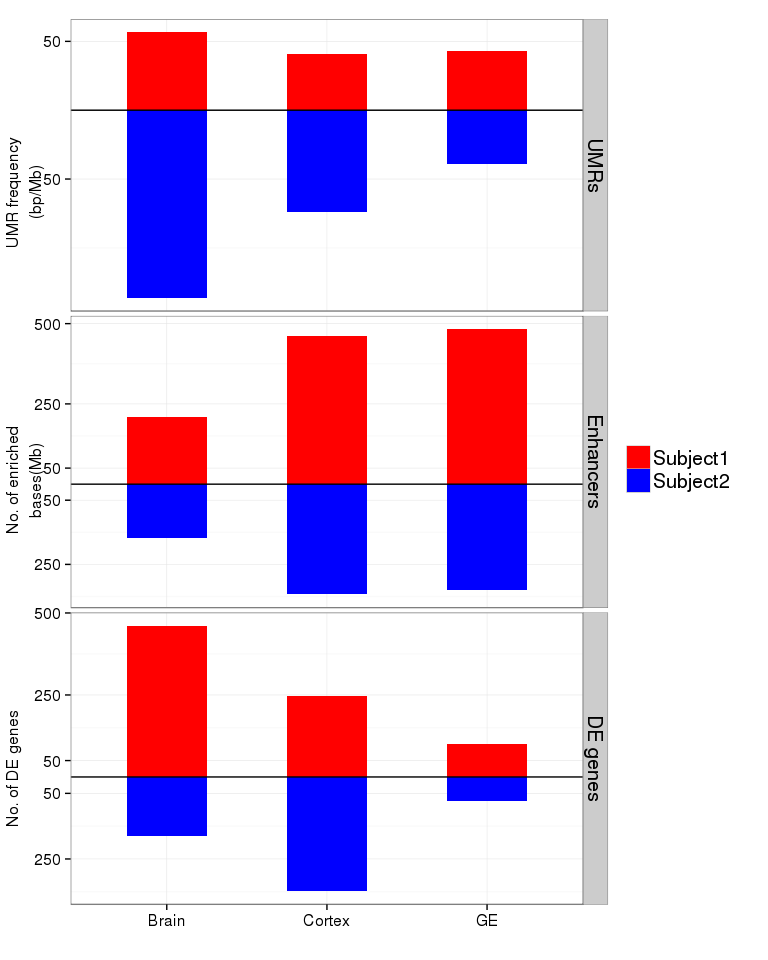 UMR frequency
(bp/Mb)
50
50
UMRs
No. of enriched
bases(Mb)
500
250
50
50
250
Enhancers
Subject1
Subject2
No. of DE genes
500
250
50
50
250
DE genes
Brain Cortex GE